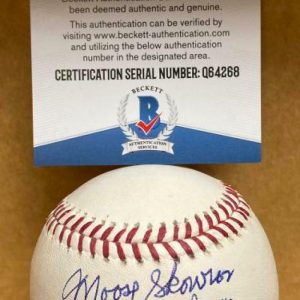 been deemed authentic and genuine.
This authentication can be verified by
visiting www.beckett-authentication.com
and utilizing the below authentication
number in the designated area.
CERTIFICATION SERIAL NUMBER: Q64268
BECKETT
B
AUTHENTICATION
SERVICES
Moose Skowron